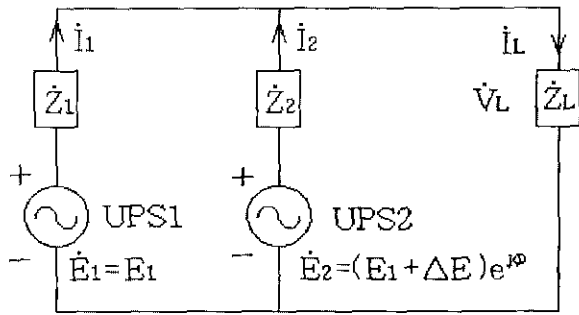 İ1 İ2 İL
Ż1 Ż2 V̇L ŻL
+ +
UPS1 UPS2
− −
Ė1=E1 Ė2=(E1+ΔE)e^jφ